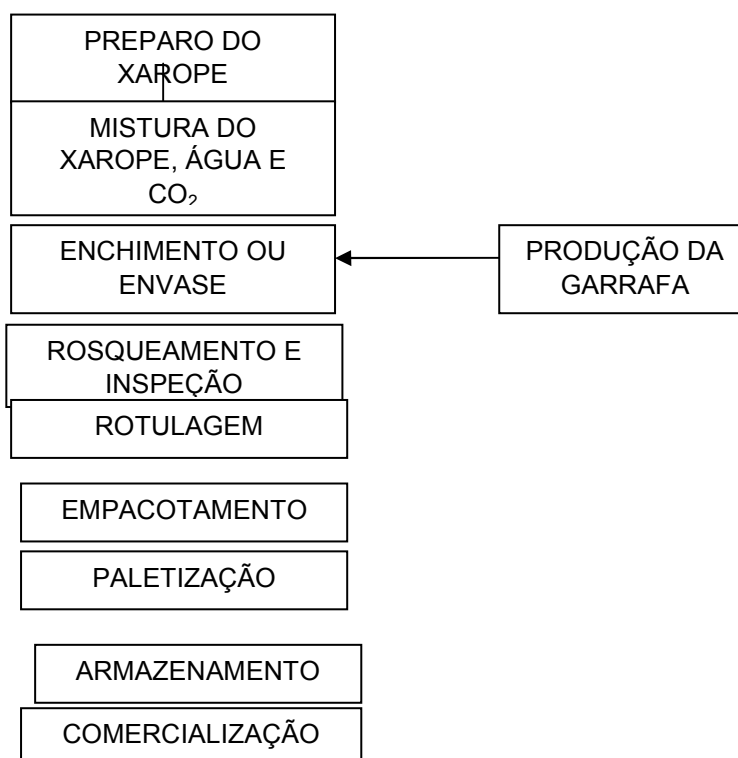 PREPARO DO
XAROPE
MISTURA DO
XAROPE, ÁGUA E
CO₂
ENCHIMENTO OU
ENVASE
PRODUÇÃO DA
GARRAFA
ROSQUEAMENTO E
INSPEÇÃO
ROTULAGEM
EMPACOTAMENTO
PALETIZAÇÃO
ARMAZENAMENTO
COMERCIALIZAÇÃO